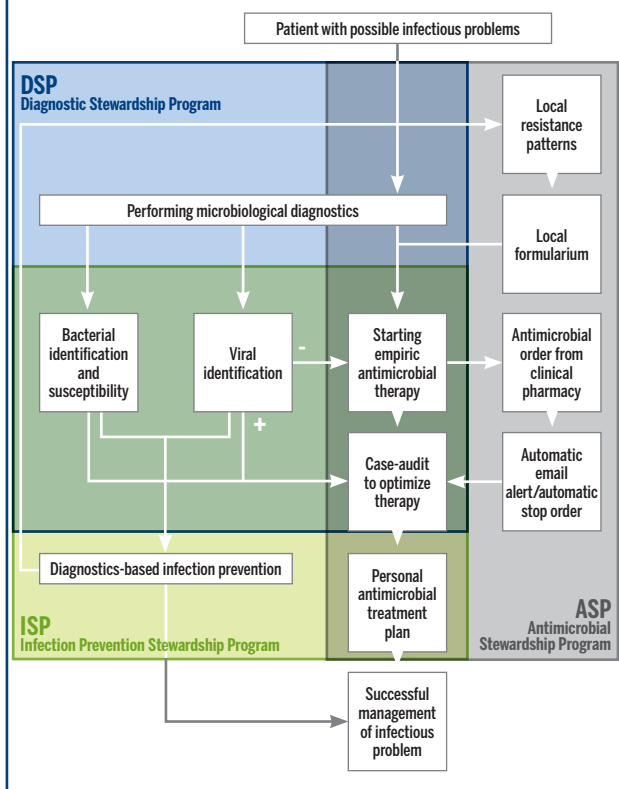 Patient with possible infectious problems
DSP
Diagnostic Stewardship Program
Local
resistance
patterns
Performing microbiological diagnostics
Local
formularium
Bacterial
identification
and
susceptibility
Viral
identification
-
+
Starting
empiric
antimicrobial
therapy
Antimicrobial
order from
clinical
pharmacy
Case-audit
to optimize
therapy
Automatic
email
alert/automatic
stop order
Diagnostics-based infection prevention
Personal
antimicrobial
treatment
plan
ISP
Infection Prevention Stewardship Program
ASP
Antimicrobial
Stewardship Program
Successful
management
of infectious
problem